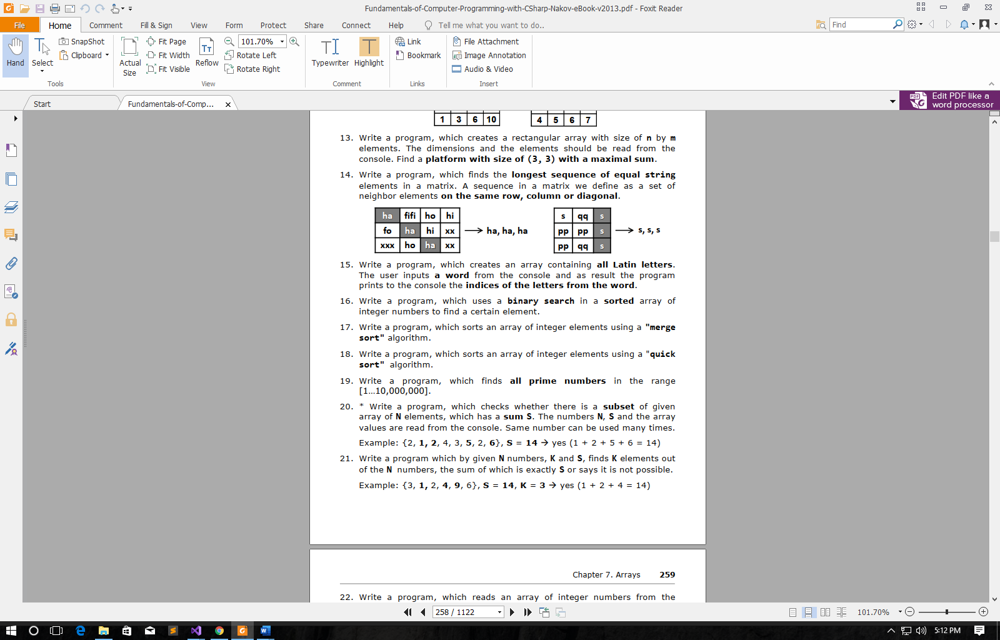 Fundamentals-of-Computer-Programming-with-CSharp-Nakov-eBook-v2013.pdf - Foxit Reader
File Home Comment Fill & Sign View Form Protect Share Connect Help Tell me what you want to do.. Find
Hand
Select
SnapShot
Clipboard
Tools
Actual
Size
Fit Page
Fit Width
Fit Visible
Reflow
101.70%
Rotate Left
Rotate Right
View
Typewriter
Highlight
Comment
Link
Bookmark
Links
File Attachment
Image Annotation
Audio & Video
Insert
Start
Fundamentals-of-Comp...
Edit PDF like a
word processor
1 3 6 10
4 5 6 7
13. Write a program, which creates a rectangular array with size of n by m
elements. The dimensions and the elements should be read from the
console. Find a platform with size of (3, 3) with a maximal sum.
14. Write a program, which finds the longest sequence of equal string
elements in a matrix. A sequence in a matrix we define as a set of
neighbor elements on the same row, column or diagonal.
ha fifi ho hi
fo ha hi xx
xxx ho ha xx
ha, ha, ha
s qq s
pp pp s
pp qq s
s, s, s
15. Write a program, which creates an array containing all Latin letters.
The user inputs a word from the console and as result the program
prints to the console the indices of the letters from the word.
16. Write a program, which uses a binary search in a sorted array of
integer numbers to find a certain element.
17. Write a program, which sorts an array of integer elements using a "merge
sort" algorithm.
18. Write a program, which sorts an array of integer elements using a "quick
sort" algorithm.
19. Write a program, which finds all prime numbers in the range
[1…10,000,000].
20. * Write a program, which checks whether there is a subset of given
array of N elements, which has a sum S. The numbers N, S and the array
values are read from the console. Same number can be used many times.
Example: {2, 1, 2, 4, 3, 5, 2, 6}, S = 14 → yes (1 + 2 + 5 + 6 = 14)
21. Write a program which by given N numbers, K and S, finds K elements out
of the N numbers, the sum of which is exactly S or says it is not possible.
Example: {3, 1, 2, 4, 9, 6}, S = 14, K = 3 → yes (1 + 2 + 4 = 14)
Chapter 7. Arrays 259
22. Write a program, which reads an array of integer numbers from the
258 / 1122
101.70%
5:12 PM